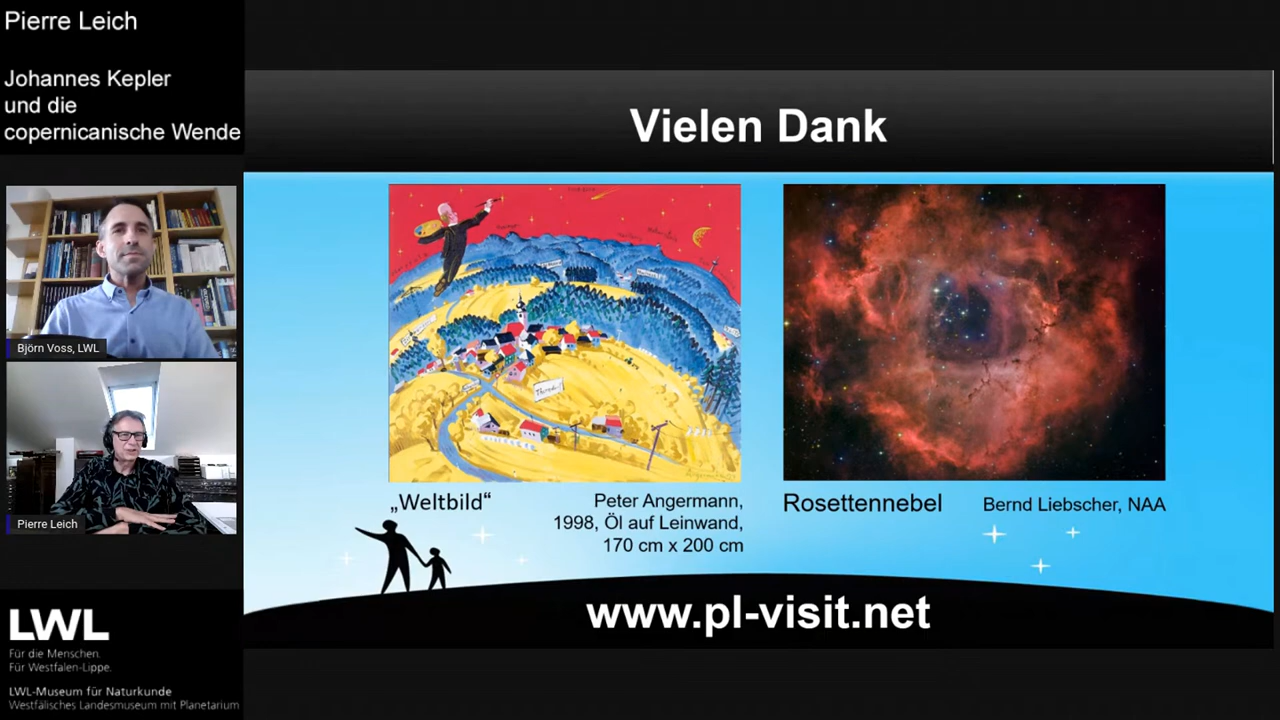 Pierre Leich
Johannes Kepler
und die
copernicanische Wende
Björn Voss, LWL
Pierre Leich
LWL
Für die Menschen.
Für Westfalen-Lippe.
LWL-Museum für Naturkunde
Westfälisches Landesmuseum mit Planetarium
Vielen Dank
„Weltbild“
Peter Angermann,
1998, Öl auf Leinwand,
170 cm x 200 cm
Rosettennebel
Bernd Liebscher, NAA
www.pl-visit.net